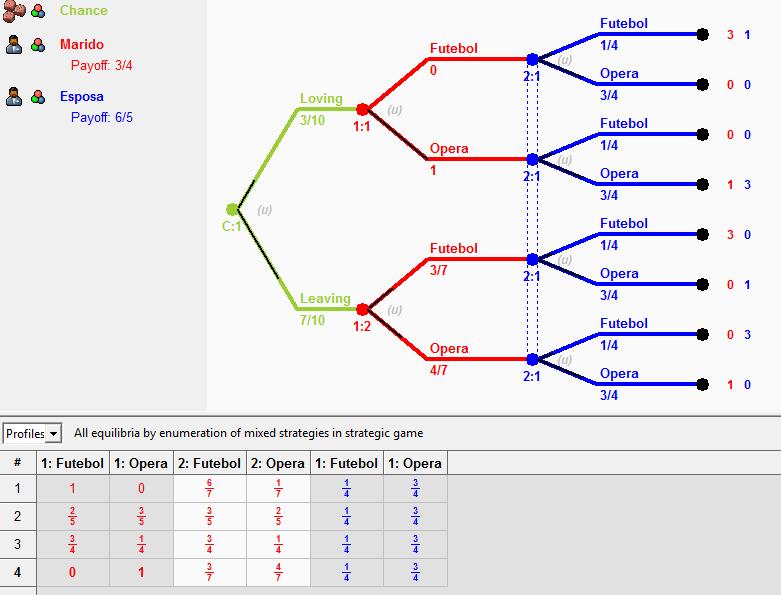 Chance
Marido
Payoff: 3/4
Esposa
Payoff: 6/5
C:1
(u)
Loving
3/10
1:1
(u)
Leaving
7/10
1:2
(u)
Futebol
0
Opera
1
Futebol
3/7
Opera
4/7
2:1
(u)
2:1
(u)
2:1
(u)
2:1
(u)
Futebol 3 1
1/4
Opera 0 0
3/4
Futebol 0 0
1/4
Opera 1 3
3/4
Futebol 3 0
1/4
Opera 0 1
3/4
Futebol 0 3
1/4
Opera 1 0
3/4
Profiles All equilibria by enumeration of mixed strategies in strategic game
# 1: Futebol 1: Opera 2: Futebol 2: Opera 1: Futebol 1: Opera
1 1 0 6/7 1/7 1/4 3/4
2 2/5 3/5 3/5 2/5 1/4 3/4
3 3/4 1/4 3/4 1/4 1/4 3/4
4 0 1 3/7 4/7 1/4 3/4